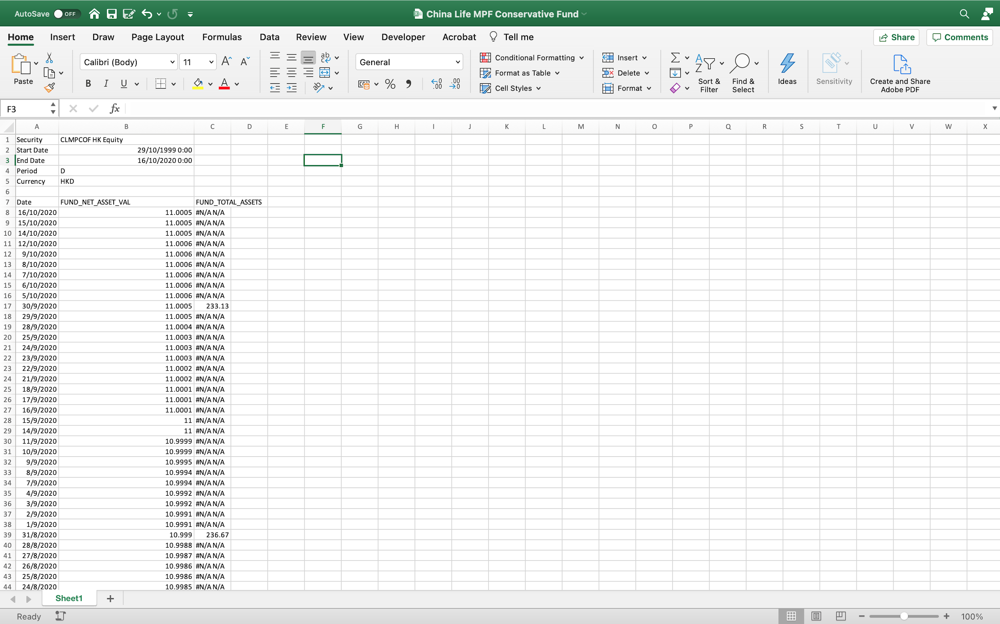 AutoSave OFF China Life MPF Conservative Fund
Home Insert Draw Page Layout Formulas Data Review View Developer Acrobat Tell me Share Comments
Paste Calibri (Body) 11 General Conditional Formatting Format as Table Cell Styles Insert Delete Format Sort & Filter Find & Select Ideas Sensitivity Create and Share Adobe PDF
F3 fx
A B C D E F G H I J K L M N O P Q R S T U V W X
1 Security CLMPCOF HK Equity
2 Start Date 29/10/1999 0:00
3 End Date 16/10/2020 0:00
4 Period D
5 Currency HKD
6
7 Date FUND_NET_ASSET_VAL FUND_TOTAL_ASSETS
8 16/10/2020 11.0005 #N/A N/A
9 15/10/2020 11.0005 #N/A N/A
10 14/10/2020 11.0005 #N/A N/A
11 12/10/2020 11.0006 #N/A N/A
12 9/10/2020 11.0006 #N/A N/A
13 8/10/2020 11.0006 #N/A N/A
14 7/10/2020 11.0006 #N/A N/A
15 6/10/2020 11.0006 #N/A N/A
16 5/10/2020 11.0006 #N/A N/A
17 30/9/2020 11.0005 233.13
18 29/9/2020 11.0005 #N/A N/A
19 28/9/2020 11.0004 #N/A N/A
20 25/9/2020 11.0003 #N/A N/A
21 24/9/2020 11.0003 #N/A N/A
22 23/9/2020 11.0003 #N/A N/A
23 22/9/2020 11.0002 #N/A N/A
24 21/9/2020 11.0002 #N/A N/A
25 18/9/2020 11.0001 #N/A N/A
26 17/9/2020 11.0001 #N/A N/A
27 16/9/2020 11.0001 #N/A N/A
28 15/9/2020 11 #N/A N/A
29 14/9/2020 11 #N/A N/A
30 11/9/2020 10.9999 #N/A N/A
31 10/9/2020 10.9999 #N/A N/A
32 9/9/2020 10.9995 #N/A N/A
33 8/9/2020 10.9994 #N/A N/A
34 7/9/2020 10.9994 #N/A N/A
35 4/9/2020 10.9992 #N/A N/A
36 3/9/2020 10.9992 #N/A N/A
37 2/9/2020 10.9991 #N/A N/A
38 1/9/2020 10.9991 #N/A N/A
39 31/8/2020 10.999 236.67
40 28/8/2020 10.9988 #N/A N/A
41 27/8/2020 10.9987 #N/A N/A
42 26/8/2020 10.9986 #N/A N/A
43 25/8/2020 10.9986 #N/A N/A
44 24/8/2020 10.9985 #N/A N/A
Sheet1
Ready 100%